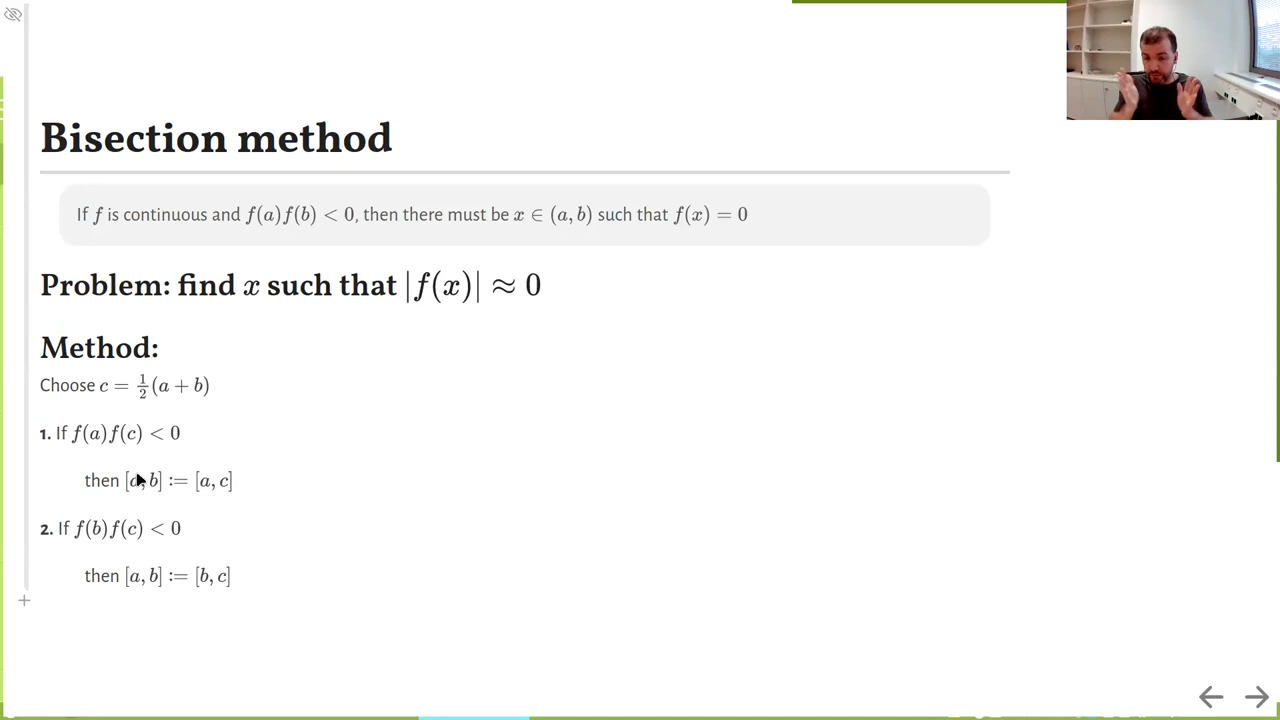 Bisection method
If f is continuous and f(a)f(b) < 0, then there must be x ∈ (a, b) such that f(x) = 0
Problem: find x such that |f(x)| ≈ 0
Method:
Choose c = 1/2 (a + b)
1. If f(a)f(c) < 0
then [a, b] := [a, c]
2. If f(b)f(c) < 0
then [a, b] := [b, c]